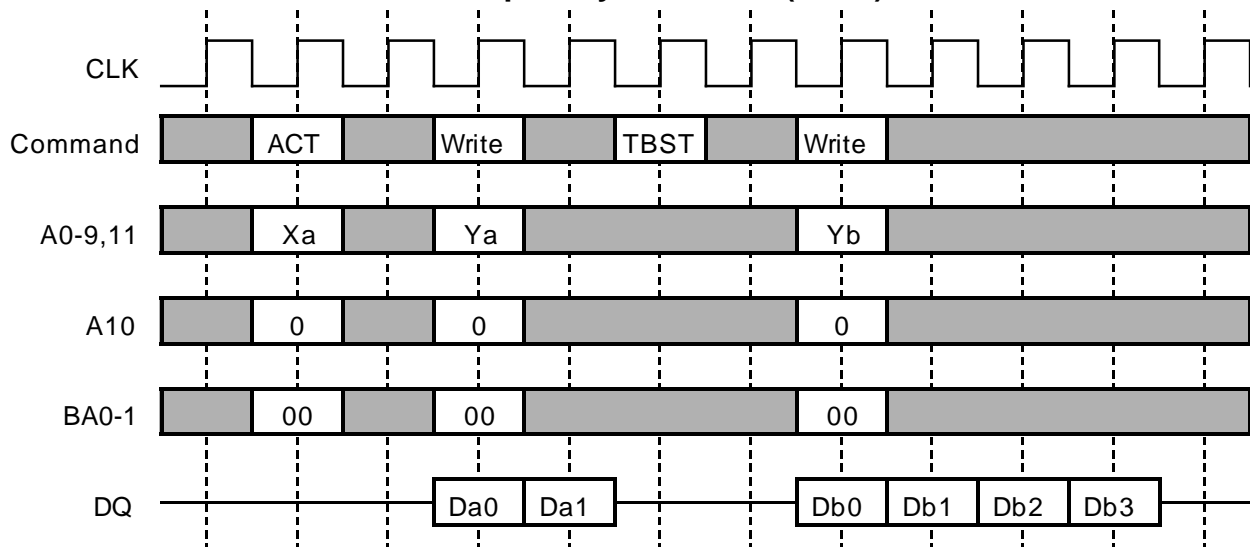 CLK
Command ACT Write TBST Write
A0-9,11 Xa Ya Yb
A10 0 0 0
BA0-1 00 00 00
DQ Da0 Da1 Db0 Db1 Db2 Db3